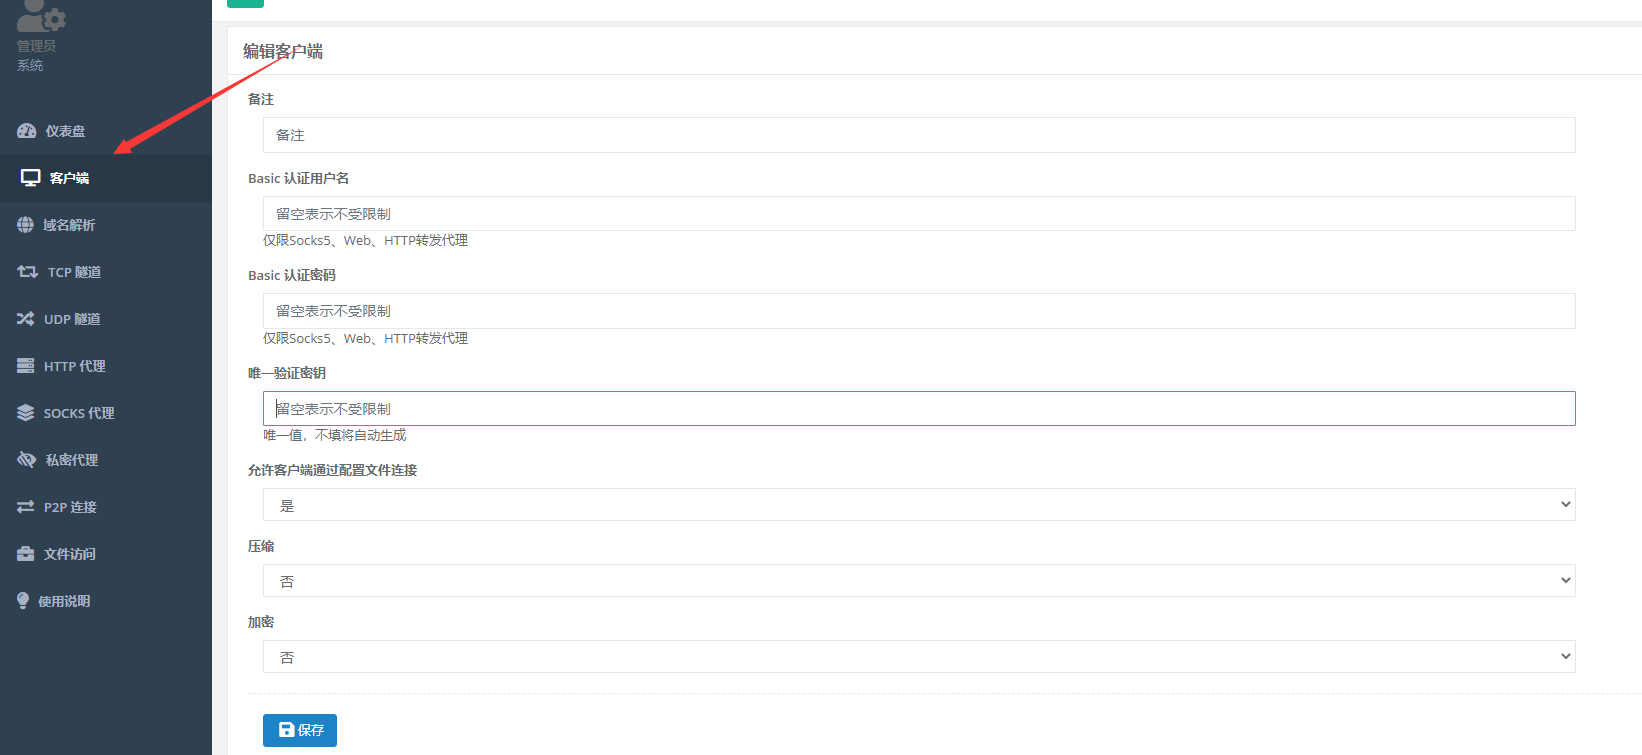 管理员
系统
仪表盘
客户端
域名解析
TCP 隧道
UDP 隧道
HTTP 代理
SOCKS 代理
私密代理
P2P 连接
文件访问
使用说明
编辑客户端
备注
备注
Basic 认证用户名
留空表示不受限制
仅限Socks5、Web、HTTP转发代理
Basic 认证密码
留空表示不受限制
仅限Socks5、Web、HTTP转发代理
唯一验证密钥
留空表示不受限制
唯一值，不填将自动生成
允许客户端通过配置文件连接
是
压缩
否
加密
否
保存